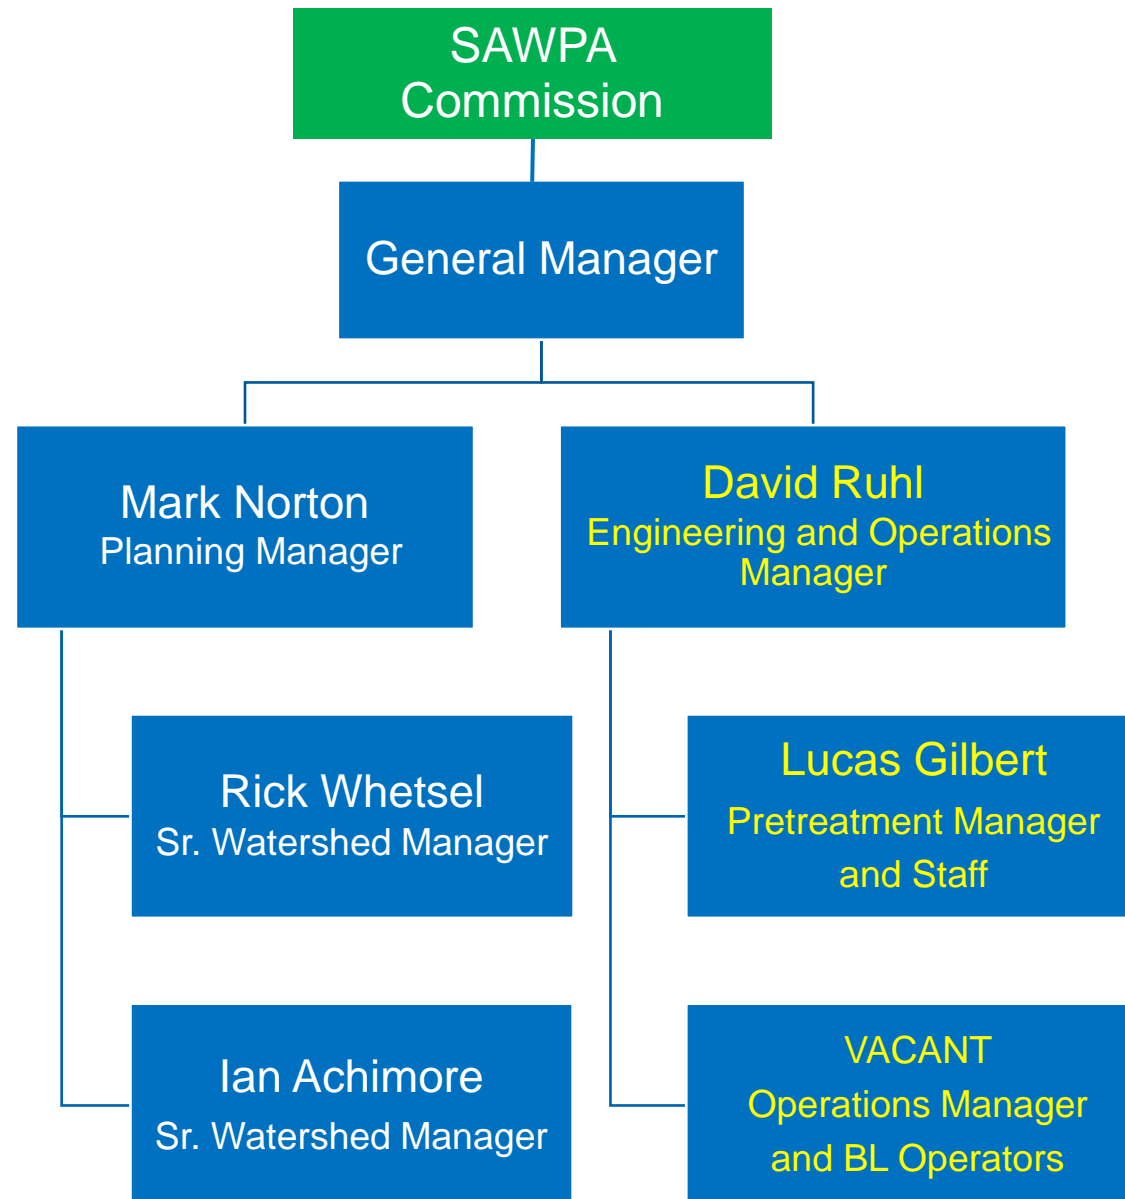 SAWPA
Commission
General Manager
Mark Norton
Planning Manager
David Ruhl
Engineering and Operations
Manager
Rick Whetsel
Sr. Watershed Manager
Lucas Gilbert
Pretreatment Manager
and Staff
Ian Achimore
Sr. Watershed Manager
VACANT
Operations Manager
and BL Operators